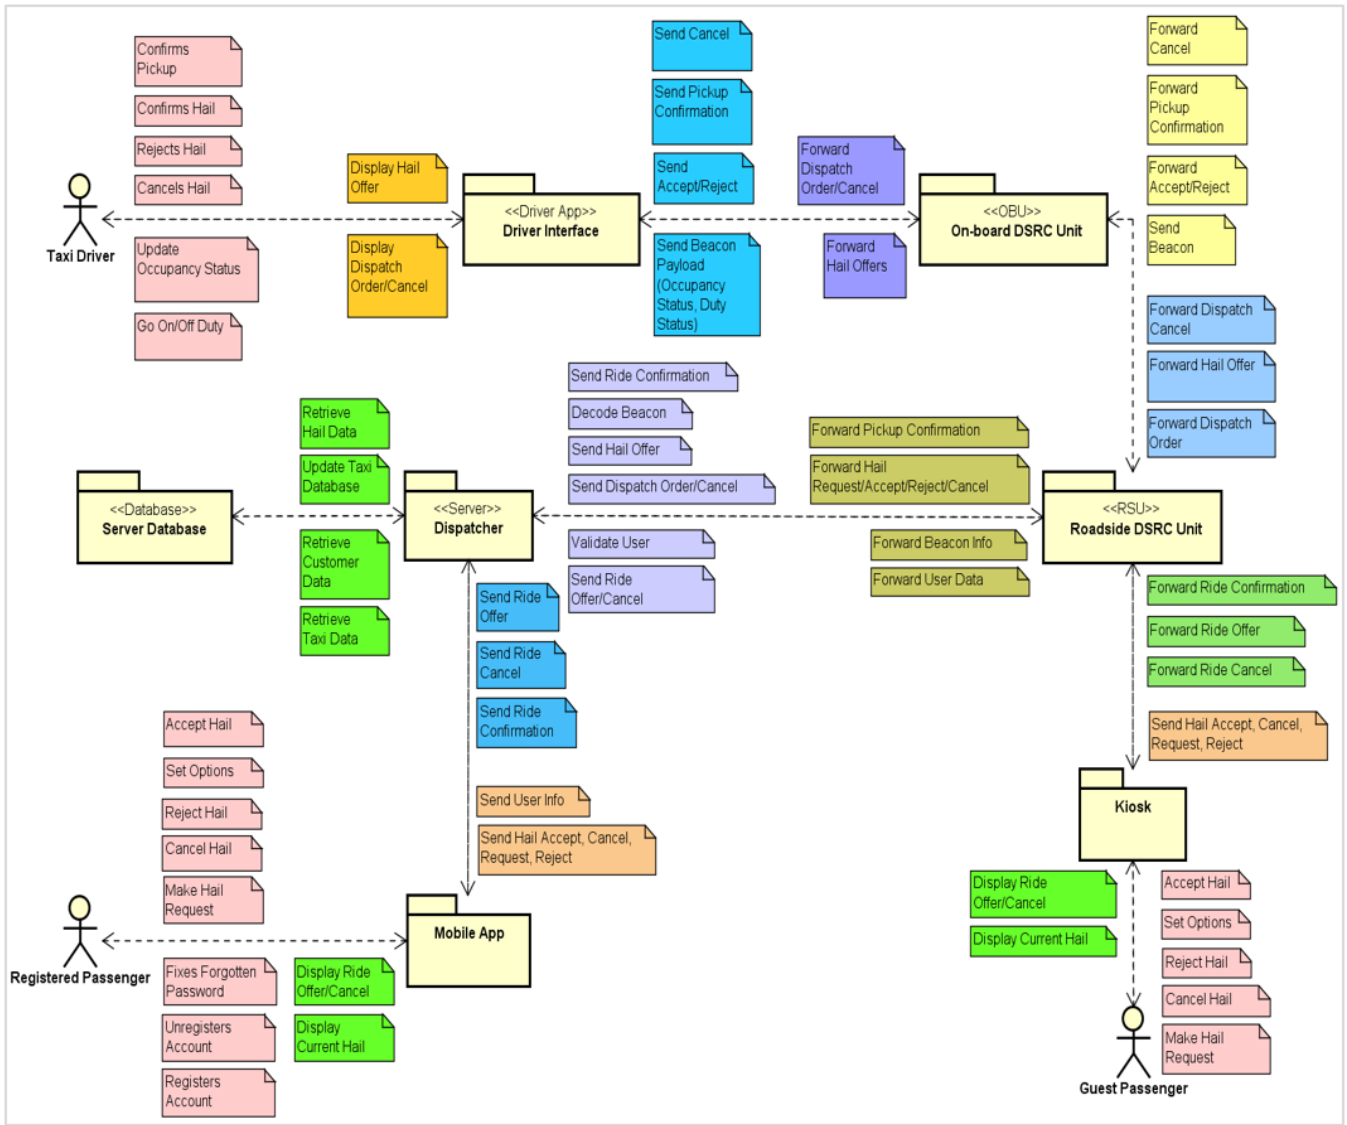 Confirms
Pickup
Confirms Hail
Rejects Hail
Cancels Hail
Taxi Driver
Update
Occupancy Status
Go On/Off Duty
Display Hail
Offer
Display
Dispatch
Order/Cancel
<<Driver App>>
Driver Interface
Send Cancel
Send Pickup
Confirmation
Send
Accept/Reject
Send Beacon
Payload
(Occupancy
Status, Duty
Status)
Forward
Dispatch
Order/Cancel
Forward
Hail Offers
<<OBU>>
On-board DSRC Unit
Forward
Cancel
Forward
Pickup
Confirmation
Forward
Accept/Reject
Send
Beacon
Forward Dispatch
Cancel
Forward Hail Offer
Forward Dispatch
Order
<<Database>>
Server Database
Retrieve
Hail Data
Update Taxi
Database
Retrieve
Customer
Data
Retrieve
Taxi Data
<<Server>>
Dispatcher
Send Ride Confirmation
Decode Beacon
Send Hail Offer
Send Dispatch Order/Cancel
Validate User
Send Ride
Offer/Cancel
Forward Pickup Confirmation
Forward Hail
Request/Accept/Reject/Cancel
Forward Beacon Info
Forward User Data
<<RSU>>
Roadside DSRC Unit
Forward Ride Confirmation
Forward Ride Offer
Forward Ride Cancel
Send Hail Accept, Cancel,
Request, Reject
Send Ride
Offer
Send Ride
Cancel
Send Ride
Confirmation
Send User Info
Send Hail Accept, Cancel,
Request, Reject
Accept Hail
Set Options
Reject Hail
Cancel Hail
Make Hail
Request
Registered Passenger
Fixes Forgotten
Password
Unregisters
Account
Registers
Account
Display Ride
Offer/Cancel
Display
Current Hail
Mobile App
Kiosk
Display Ride
Offer/Cancel
Display Current Hail
Accept Hail
Set Options
Reject Hail
Cancel Hail
Make Hail
Request
Guest Passenger